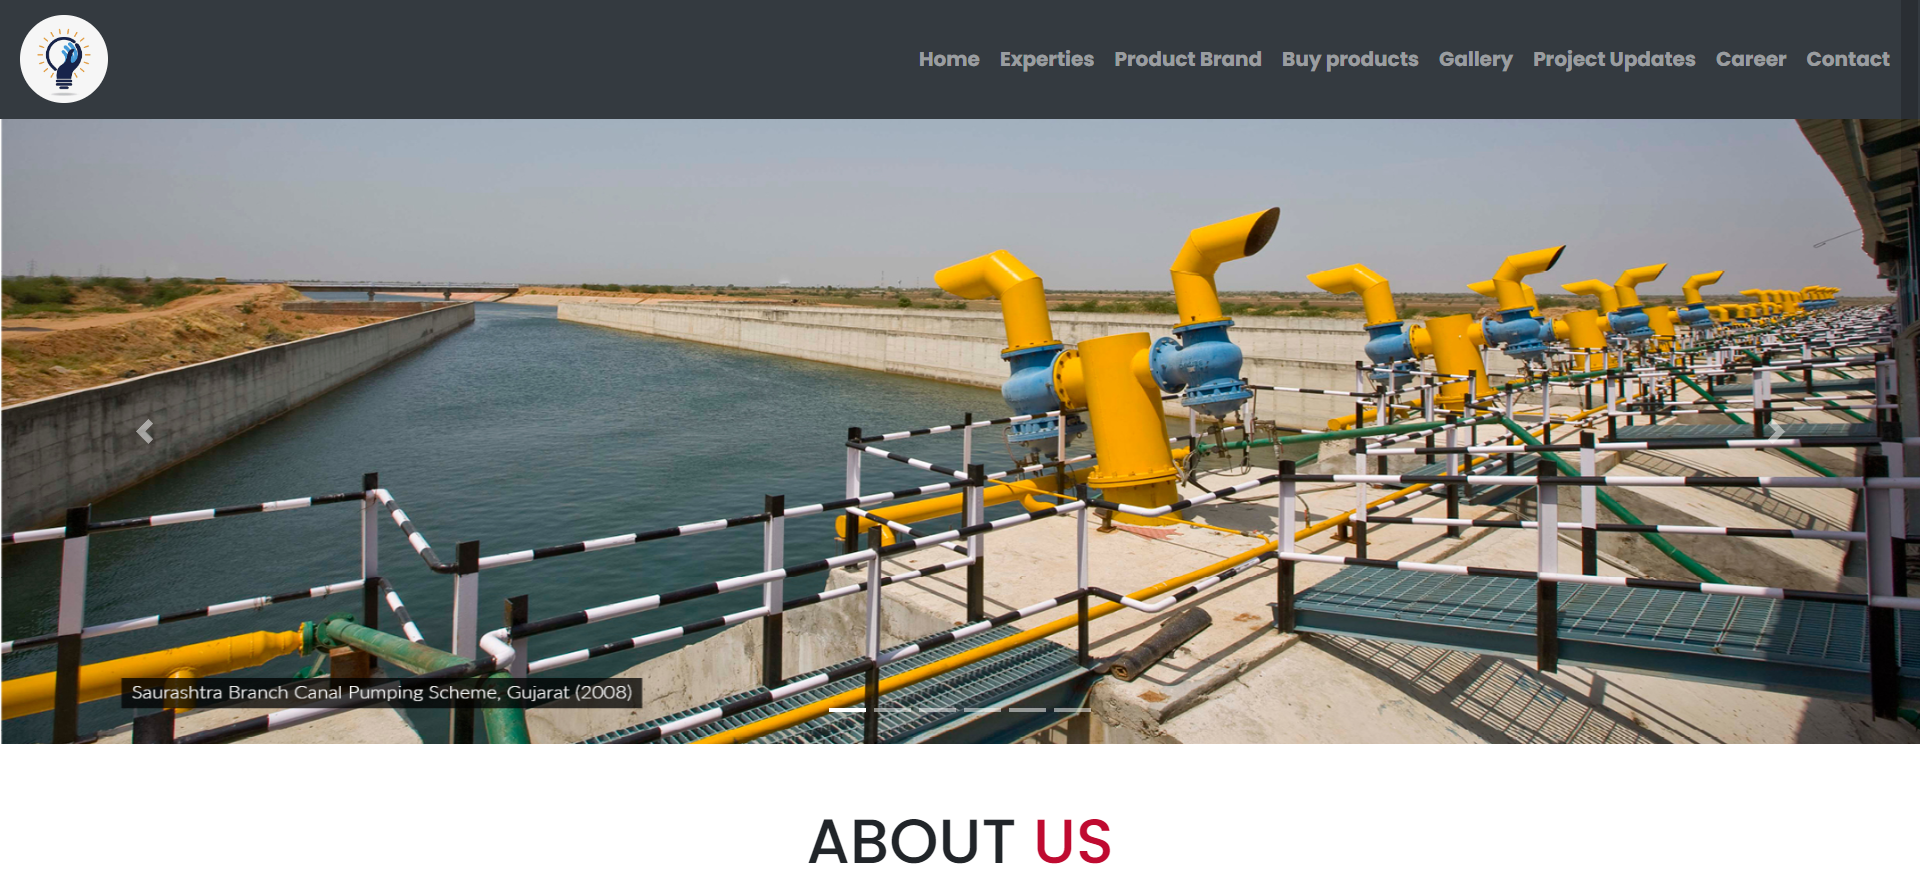 Home Experties Product Brand Buy products Gallery Project Updates Career Contact
Saurashtra Branch Canal Pumping Scheme, Gujarat (2008)
ABOUT US